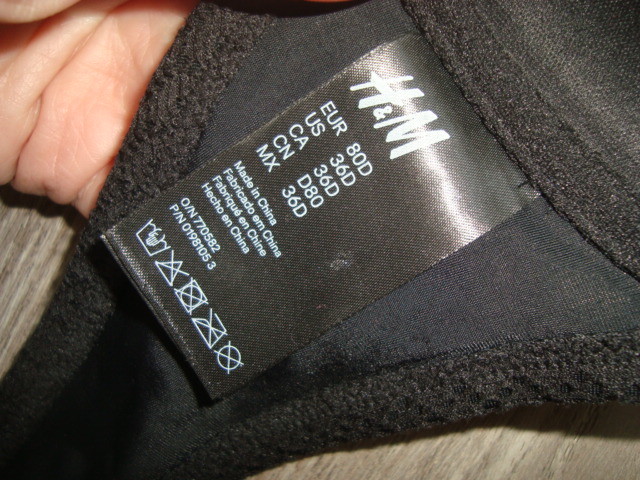 H&M
EUR 80D
US 36D
CA 36D
CN D80
MX 36D
Made in China
Fabricado em China
Fabriqué en Chine
Hecho en China
O/N 770582
P/N 0198105 3